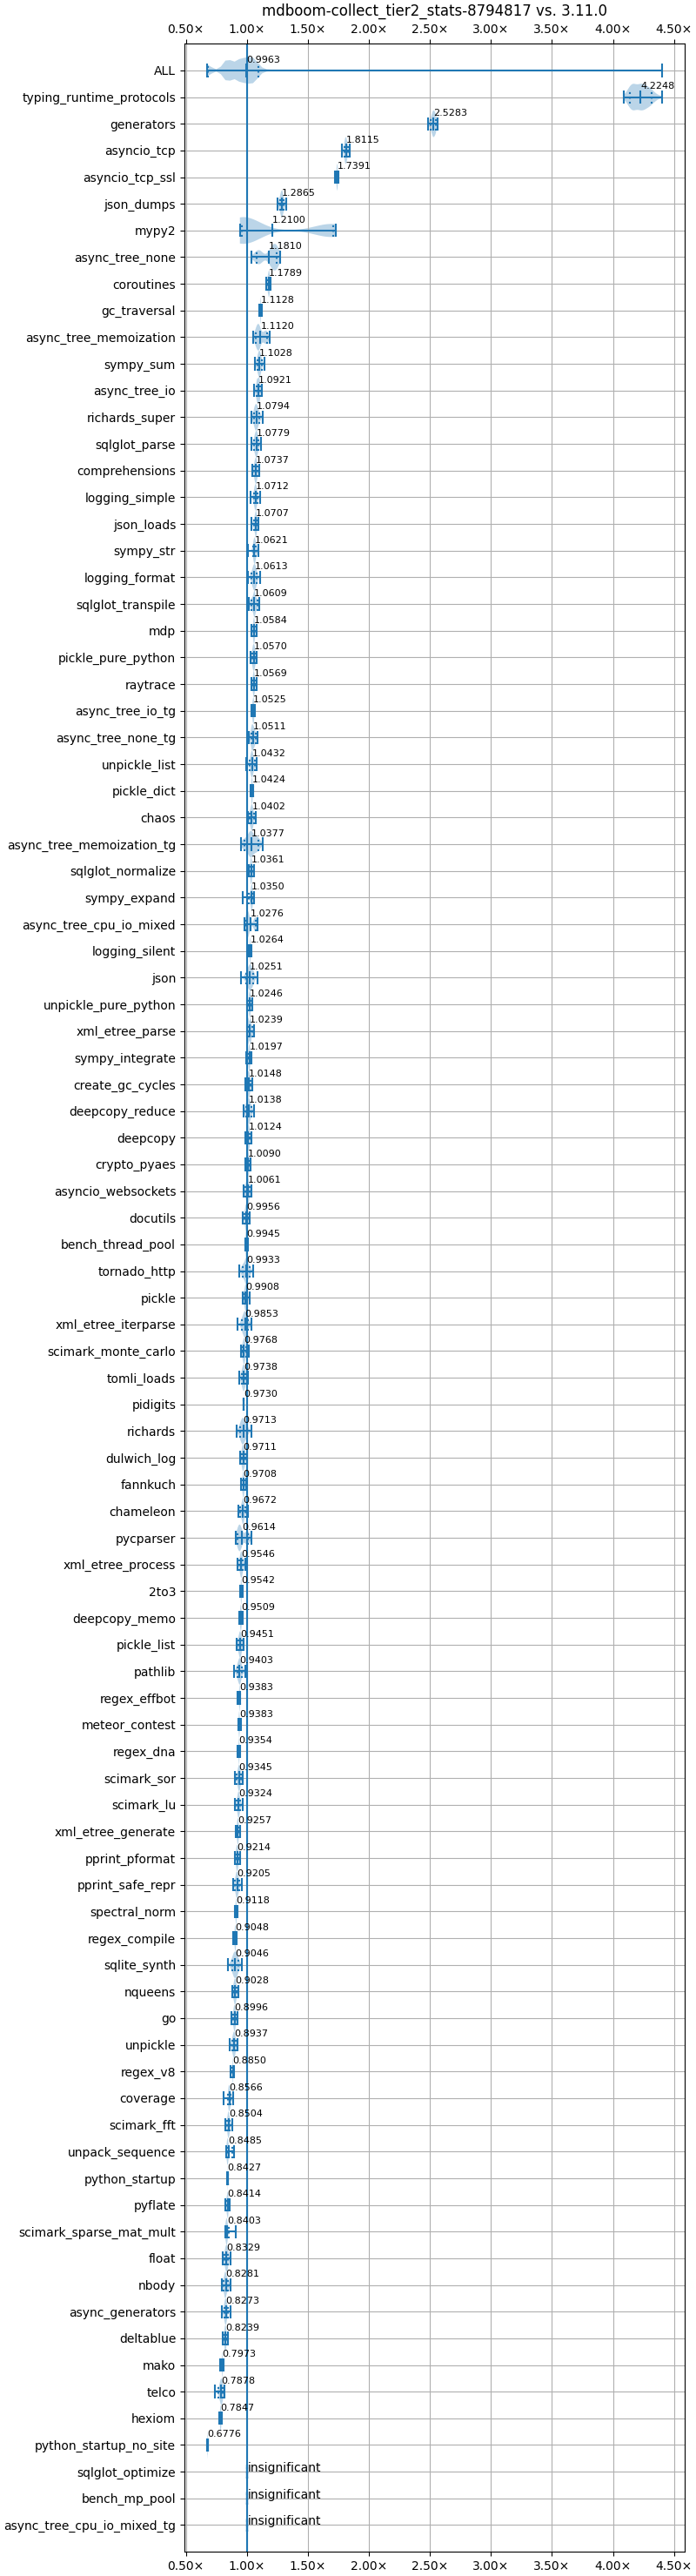 mdboom-collect_tier2_stats-8794817 vs. 3.11.0
0.50× 1.00× 1.50× 2.00× 2.50× 3.00× 3.50× 4.00× 4.50×
ALL 0.9963
typing_runtime_protocols 4.2248
generators 2.5283
asyncio_tcp 1.8115
asyncio_tcp_ssl 1.7391
json_dumps 1.2865
mypy2 1.2100
async_tree_none 1.1810
coroutines 1.1789
gc_traversal 1.1128
async_tree_memoization 1.1120
sympy_sum 1.1028
async_tree_io 1.0921
richards_super 1.0794
sqlglot_parse 1.0779
comprehensions 1.0737
logging_simple 1.0712
json_loads 1.0707
sympy_str 1.0621
logging_format 1.0613
sqlglot_transpile 1.0609
mdp 1.0584
pickle_pure_python 1.0570
raytrace 1.0569
async_tree_io_tg 1.0525
async_tree_none_tg 1.0511
unpickle_list 1.0432
pickle_dict 1.0424
chaos 1.0402
async_tree_memoization_tg 1.0377
sqlglot_normalize 1.0361
sympy_expand 1.0350
async_tree_cpu_io_mixed 1.0276
logging_silent 1.0264
json 1.0251
unpickle_pure_python 1.0246
xml_etree_parse 1.0239
sympy_integrate 1.0197
create_gc_cycles 1.0148
deepcopy_reduce 1.0138
deepcopy 1.0124
crypto_pyaes 1.0090
asyncio_websockets 1.0061
docutils 0.9956
bench_thread_pool 0.9945
tornado_http 0.9933
pickle 0.9908
xml_etree_iterparse 0.9853
scimark_monte_carlo 0.9768
tomli_loads 0.9738
pidigits 0.9730
richards 0.9713
dulwich_log 0.9711
fannkuch 0.9708
chameleon 0.9672
pycparser 0.9614
xml_etree_process 0.9546
2to3 0.9542
deepcopy_memo 0.9509
pickle_list 0.9451
pathlib 0.9403
regex_effbot 0.9383
meteor_contest 0.9383
regex_dna 0.9354
scimark_sor 0.9345
scimark_lu 0.9324
xml_etree_generate 0.9257
pprint_pformat 0.9214
pprint_safe_repr 0.9205
spectral_norm 0.9118
regex_compile 0.9048
sqlite_synth 0.9046
nqueens 0.9028
go 0.8996
unpickle 0.8937
regex_v8 0.8850
coverage 0.8566
scimark_fft 0.8504
unpack_sequence 0.8485
python_startup 0.8427
pyflate 0.8414
scimark_sparse_mat_mult 0.8403
float 0.8329
nbody 0.8281
async_generators 0.8273
deltablue 0.8239
mako 0.7973
telco 0.7878
hexiom 0.7847
python_startup_no_site 0.6776
sqlglot_optimize insignificant
bench_mp_pool insignificant
async_tree_cpu_io_mixed_tg insignificant
0.50× 1.00× 1.50× 2.00× 2.50× 3.00× 3.50× 4.00× 4.50×